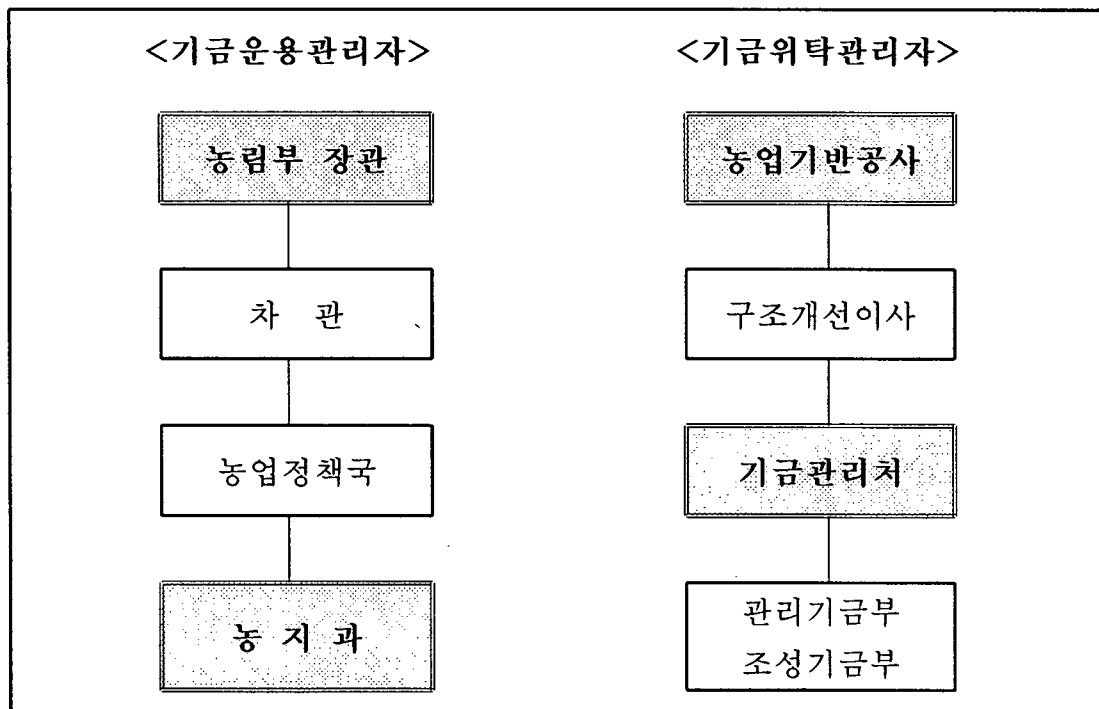 <기금운용관리자>
농림부 장관
차 관
농업정책국
농 지 과
<기금위탁관리자>
농업기반공사
구조개선이사
기금관리처
관리기금부
조성기금부